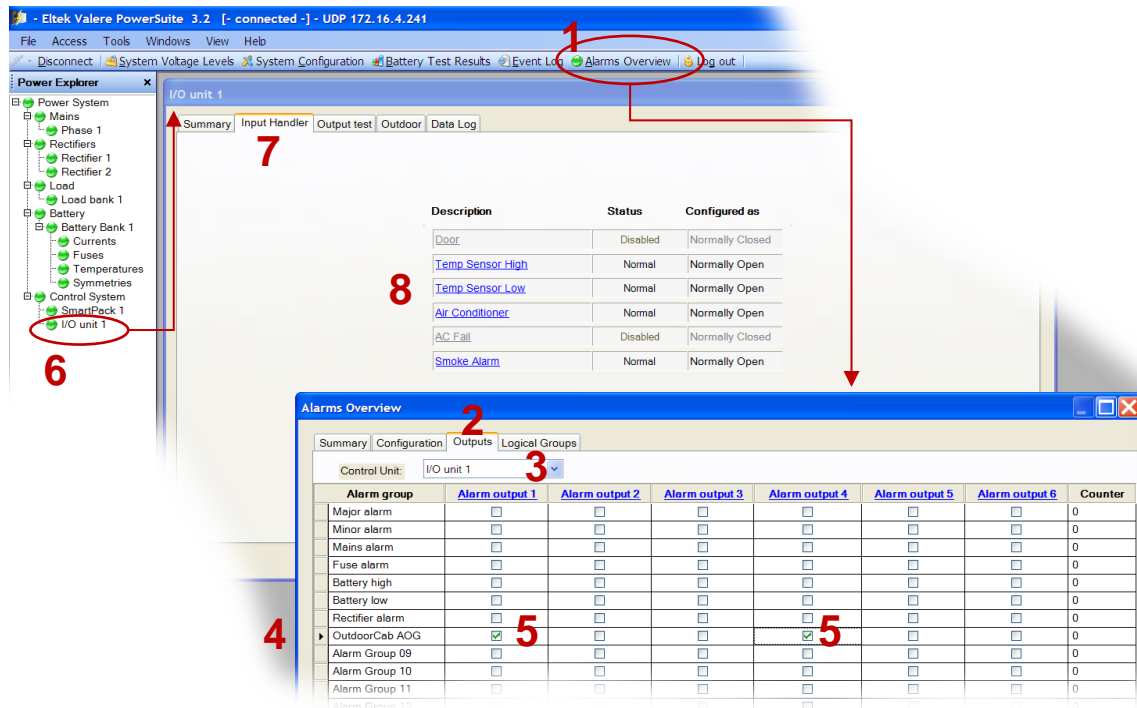 - Eltek Valere PowerSuite 3.2 [- connected -] - UDP 172.16.4.241
1
File Access Tools Windows View Help
Disconnect System Voltage Levels System Configuration Battery Test Results Event Log Alarms Overview Log out
Power Explorer x
Power System
Mains
Phase 1
Rectifiers
Rectifier 1
Rectifier 2
Load
Load bank 1
Battery
Battery Bank 1
Currents
Fuses
Temperatures
Symmetries
Control System
SmartPack 1
I/O unit 1
6
I/O unit 1
Summary Input Handler Output test Outdoor Data Log
7
Description Status Configured as
Door Disabled Normally Closed
Temp Sensor High Normal Normally Open
8
Temp Sensor Low Normal Normally Open
Air Conditioner Normal Normally Open
AC Fail Disabled Normally Closed
Smoke Alarm Normal Normally Open
Alarms Overview
2
Summary Configuration Outputs Logical Groups
Control Unit: I/O unit 1 3
Alarm group Alarm output 1 Alarm output 2 Alarm output 3 Alarm output 4 Alarm output 5 Alarm output 6 Counter
Major alarm 0
Minor alarm 0
Mains alarm 0
Fuse alarm 0
Battery high 0
Battery low 0
Rectifier alarm 0
4 OutdoorCab AOG 5 5 0
Alarm Group 09 0
Alarm Group 10 0
Alarm Group 11 0
Alarm Group 12 0